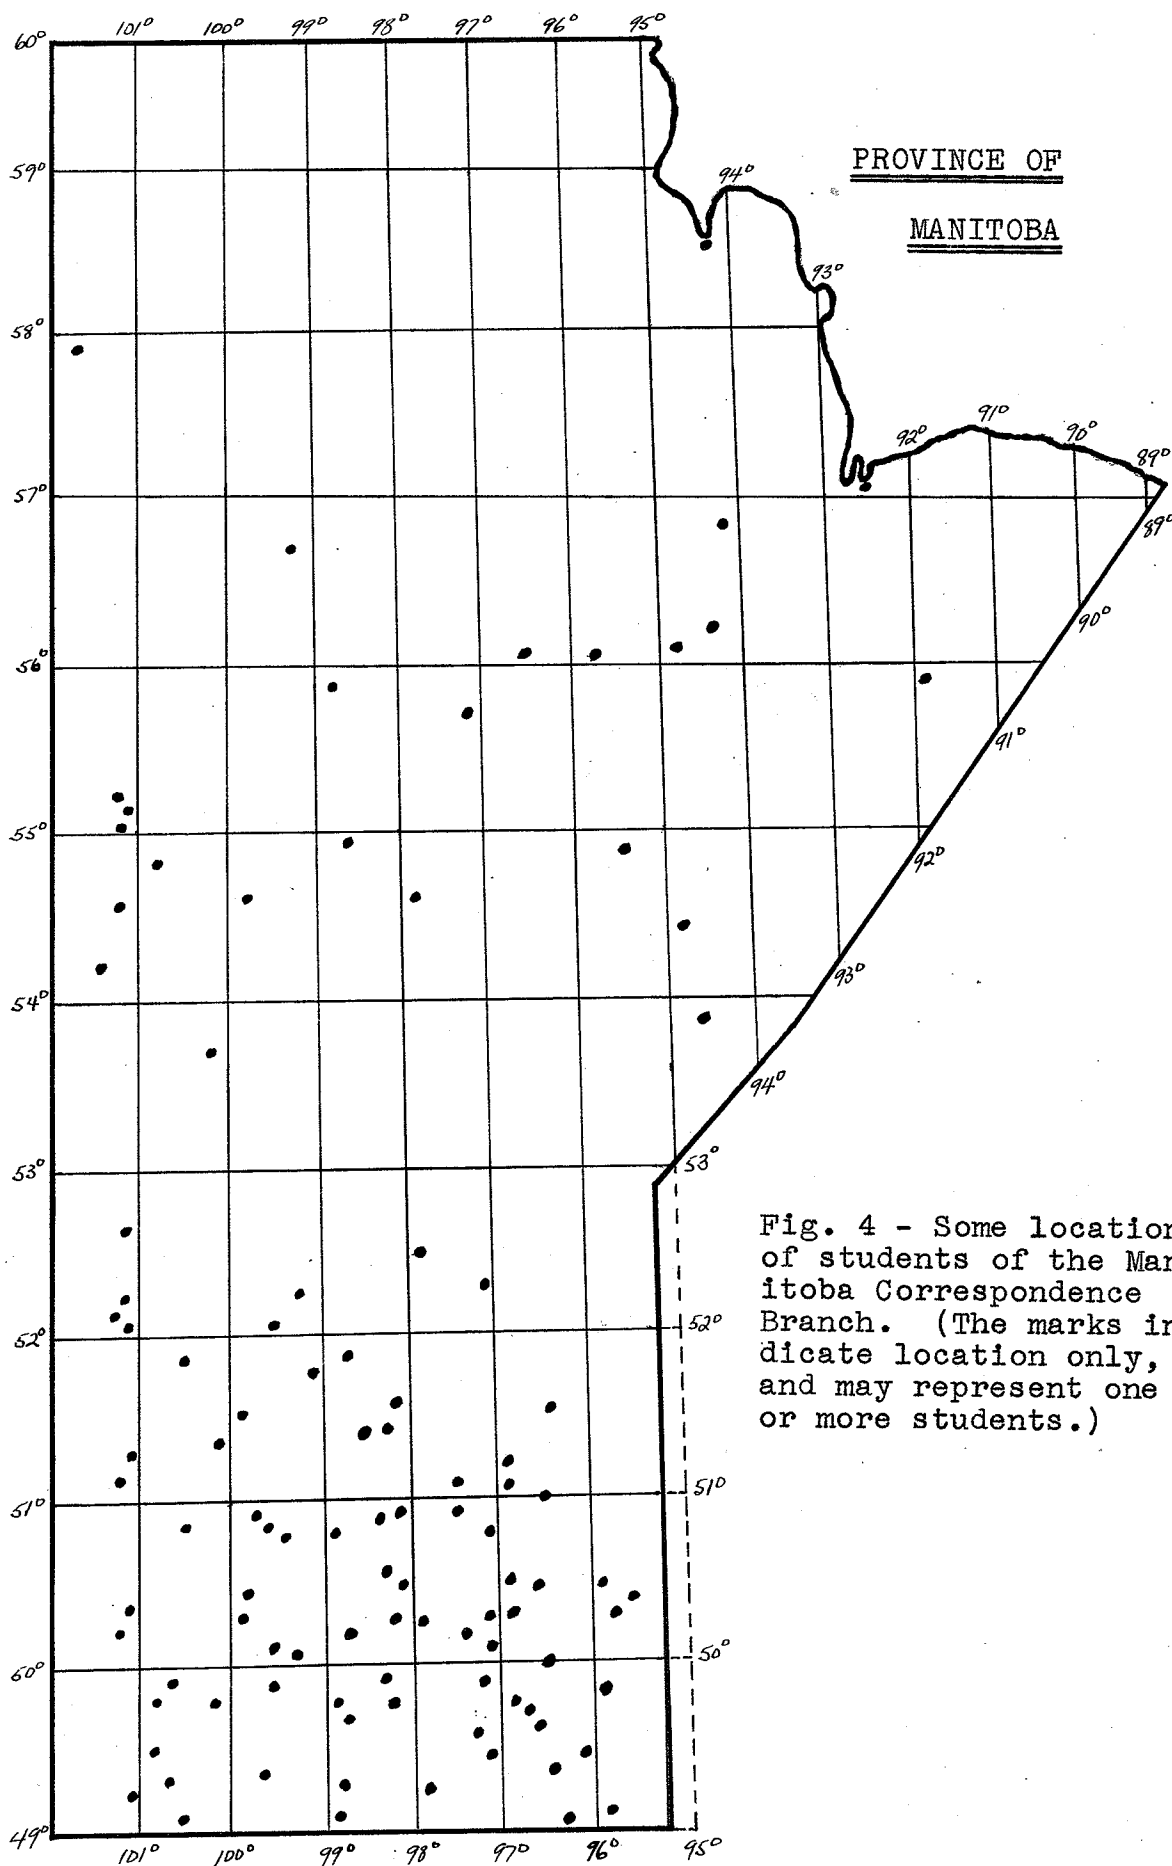 101° 100° 99° 98° 97° 96° 95°
60°
59°
PROVINCE OF
MANITOBA
94°
93°
58°
91°
92° 90°
89°
57°
89°
90°
56°
91°
55°
92°
54°
93°
94°
53°
53°
Fig. 4 - Some location
of students of the Man
itoba Correspondence
Branch. (The marks in
dicate location only,
and may represent one
or more students.)
52°
52°
51°
51°
50°
60°
49°
101° 100° 99° 98° 97° 96° 95°